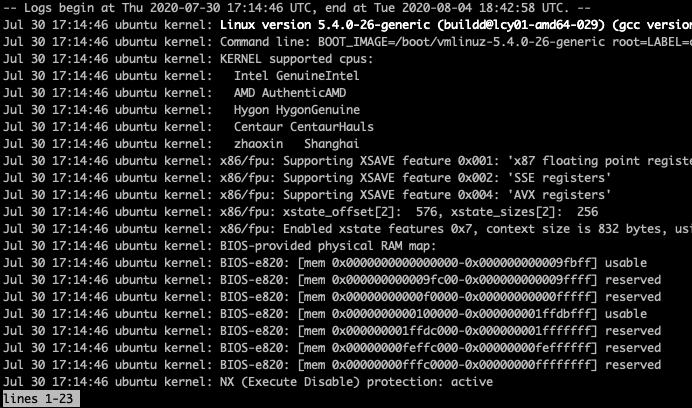 -- Logs begin at Thu 2020-07-30 17:14:46 UTC, end at Tue 2020-08-04 18:42:58 UTC. --
Jul 30 17:14:46 ubuntu kernel: Linux version 5.4.0-26-generic (buildd@lcy01-amd64-029) (gcc version
Jul 30 17:14:46 ubuntu kernel: Command line: BOOT_IMAGE=/boot/vmlinuz-5.4.0-26-generic root=LABEL=
Jul 30 17:14:46 ubuntu kernel: KERNEL supported cpus:
Jul 30 17:14:46 ubuntu kernel:   Intel GenuineIntel
Jul 30 17:14:46 ubuntu kernel:   AMD AuthenticAMD
Jul 30 17:14:46 ubuntu kernel:   Hygon HygonGenuine
Jul 30 17:14:46 ubuntu kernel:   Centaur CentaurHauls
Jul 30 17:14:46 ubuntu kernel:   zhaoxin   Shanghai
Jul 30 17:14:46 ubuntu kernel: x86/fpu: Supporting XSAVE feature 0x001: 'x87 floating point registe
Jul 30 17:14:46 ubuntu kernel: x86/fpu: Supporting XSAVE feature 0x002: 'SSE registers'
Jul 30 17:14:46 ubuntu kernel: x86/fpu: Supporting XSAVE feature 0x004: 'AVX registers'
Jul 30 17:14:46 ubuntu kernel: x86/fpu: xstate_offset[2]:  576, xstate_sizes[2]:  256
Jul 30 17:14:46 ubuntu kernel: x86/fpu: Enabled xstate features 0x7, context size is 832 bytes, usi
Jul 30 17:14:46 ubuntu kernel: BIOS-provided physical RAM map:
Jul 30 17:14:46 ubuntu kernel: BIOS-e820: [mem 0x0000000000000000-0x000000000009fbff] usable
Jul 30 17:14:46 ubuntu kernel: BIOS-e820: [mem 0x000000000009fc00-0x000000000009ffff] reserved
Jul 30 17:14:46 ubuntu kernel: BIOS-e820: [mem 0x00000000000f0000-0x00000000000fffff] reserved
Jul 30 17:14:46 ubuntu kernel: BIOS-e820: [mem 0x0000000000100000-0x000000001ffdbfff] usable
Jul 30 17:14:46 ubuntu kernel: BIOS-e820: [mem 0x000000001ffdc000-0x000000001fffffff] reserved
Jul 30 17:14:46 ubuntu kernel: BIOS-e820: [mem 0x00000000feffc000-0x00000000feffffff] reserved
Jul 30 17:14:46 ubuntu kernel: BIOS-e820: [mem 0x00000000fffc0000-0x00000000ffffffff] reserved
Jul 30 17:14:46 ubuntu kernel: NX (Execute Disable) protection: active
lines 1-23